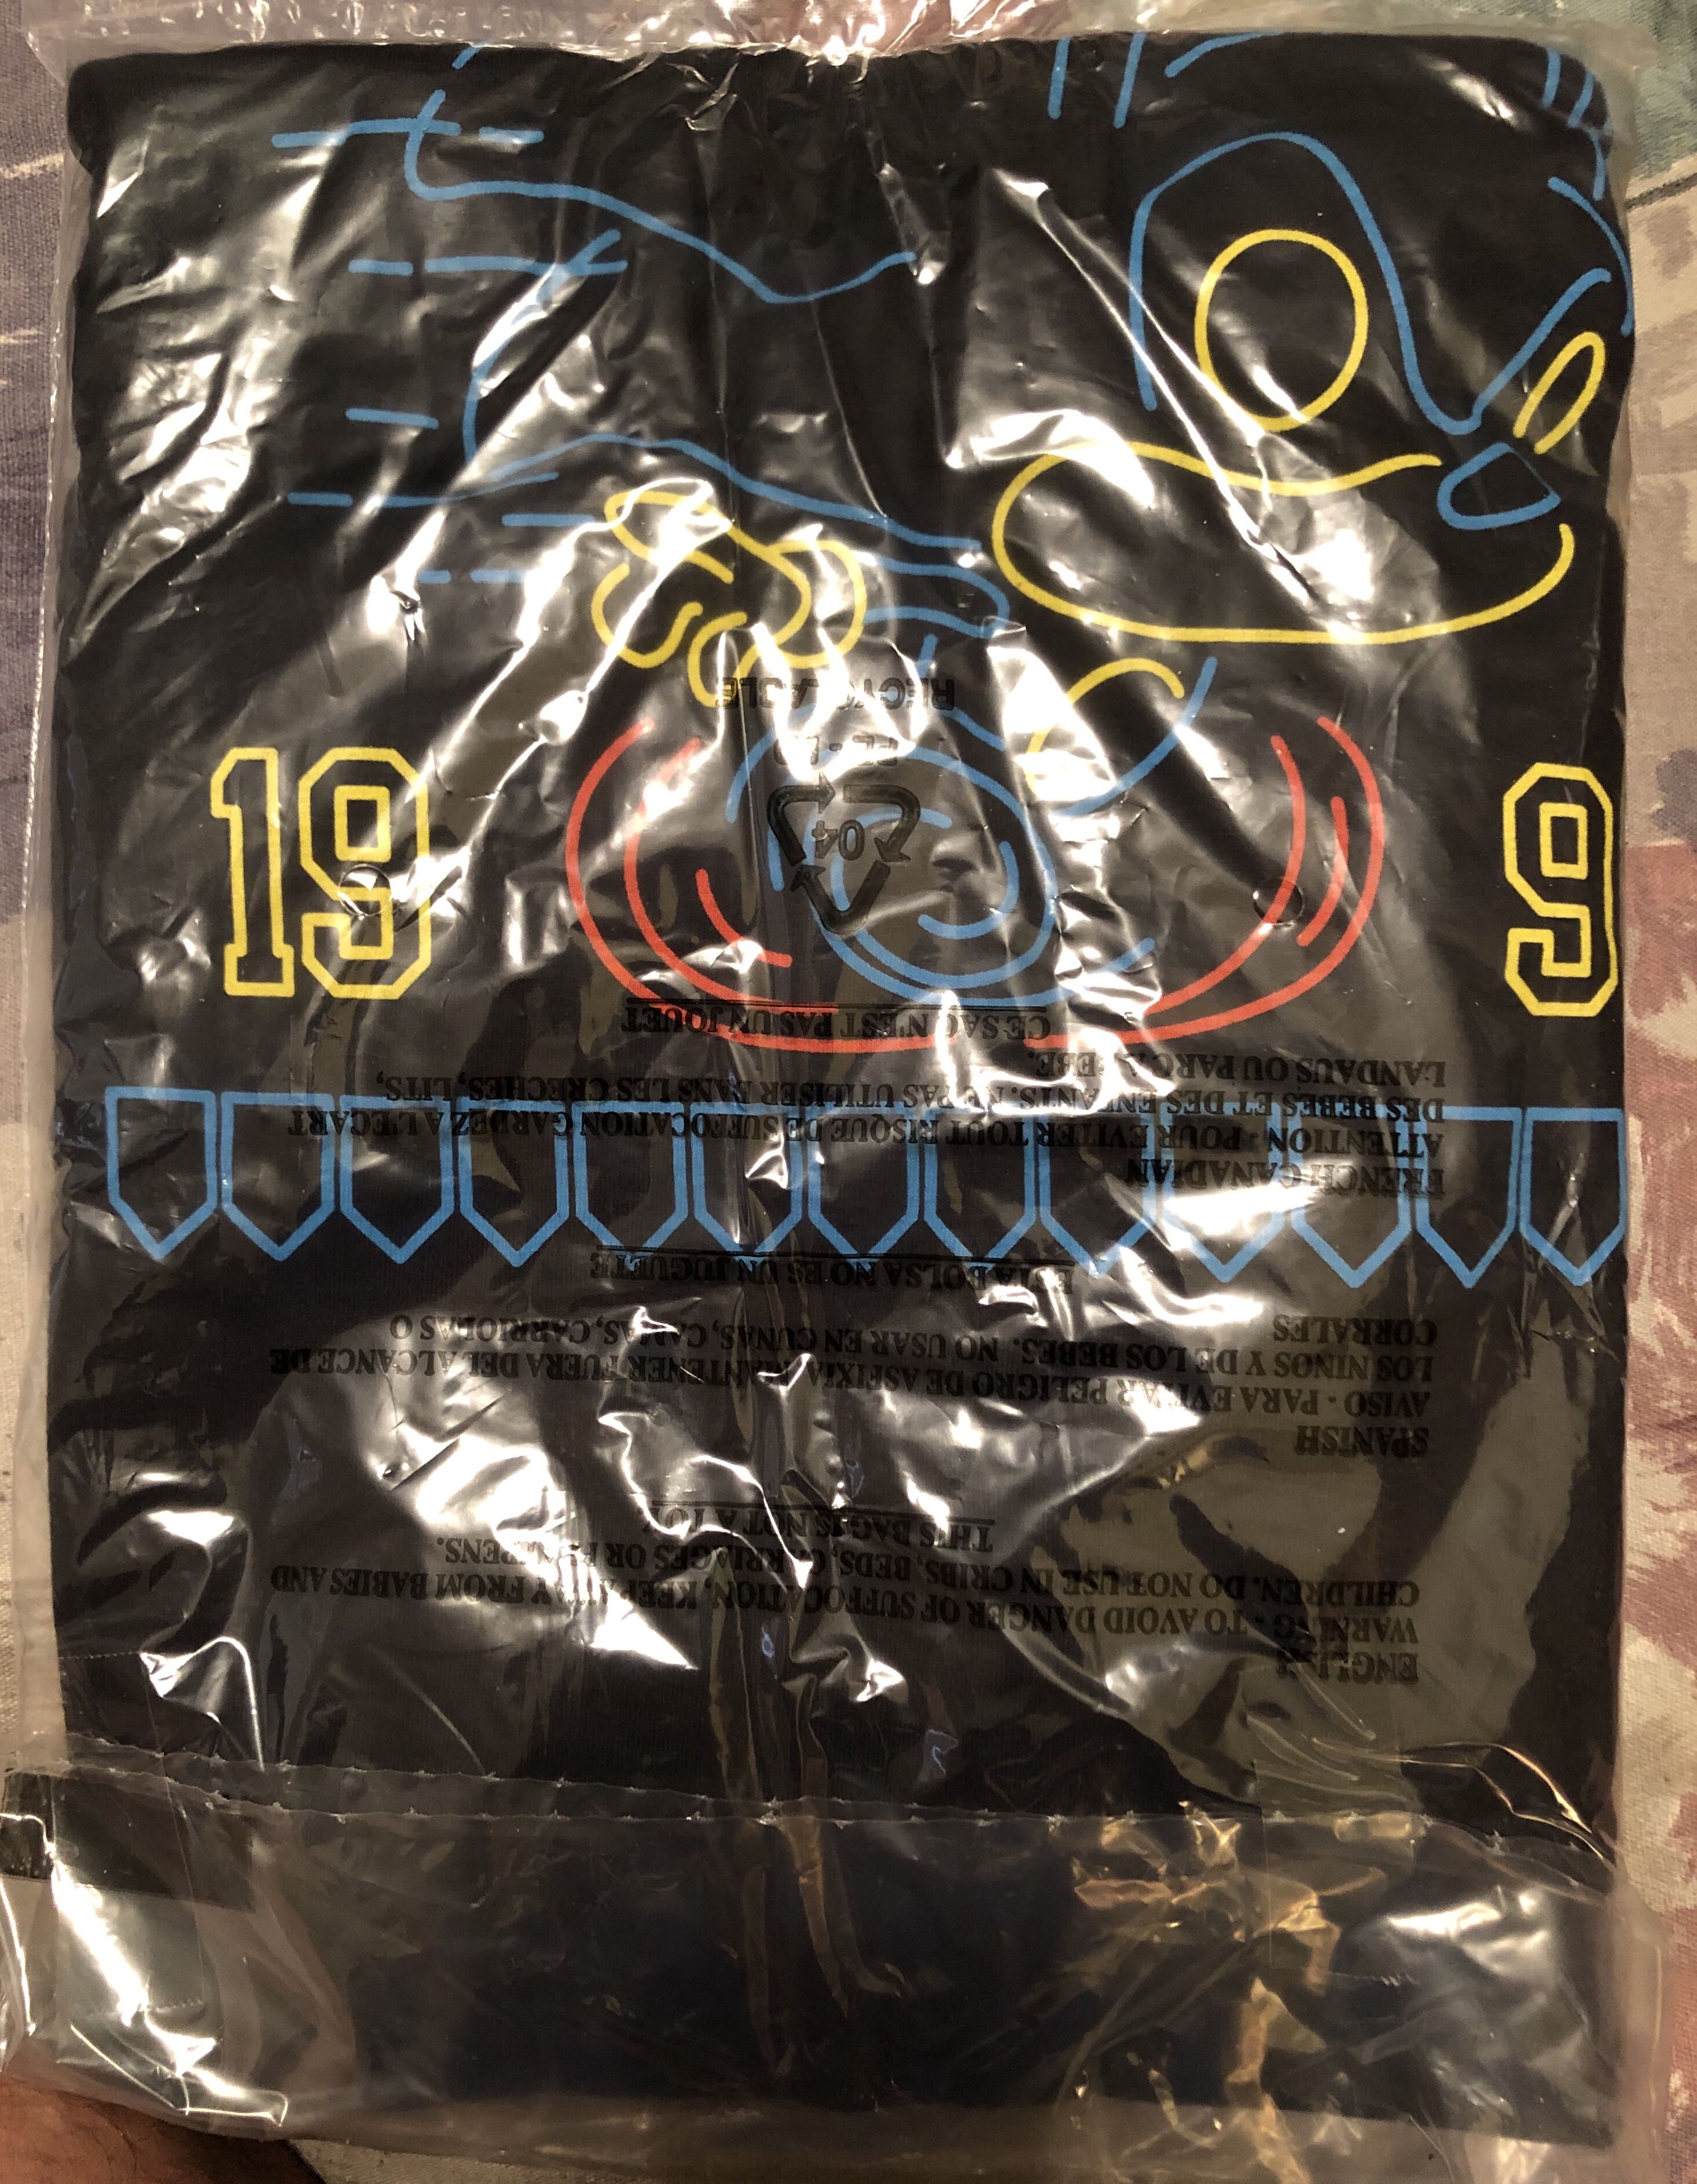 19
9
ENGLISH
WARNING - TO AVOID DANGER OF SUFFOCATION, KEEP AWAY FROM BABIES AND
CHILDREN. DO NOT USE IN CRIBS, BEDS, CARRIAGES OR PLAYPENS.
THIS BAG IS NOT A TOY
SPANISH
AVISO - PARA EVITAR PELIGRO DE ASFIXIA MANTENER FUERA DEL ALCANCE DE
LOS NINOS Y DE LOS BEBES. NO USAR EN CUNAS, CAMAS, CARRIOLAS O
CORRALES
ESTA BOLSA NO ES UN JUGUETE
FRENCH CANADIAN
ATTENTION - POUR EVITER TOUT RISQUE DE SUFFOCATION GARDEZ A L'ECART
DES BEBES ET DES ENFANTS. NE PAS UTILISER DANS LES CRECHES, LITS,
LANDAUS OU PARC A BEBE.
CE SAC N'EST PAS UN JOUET
04
RECYCLABLE